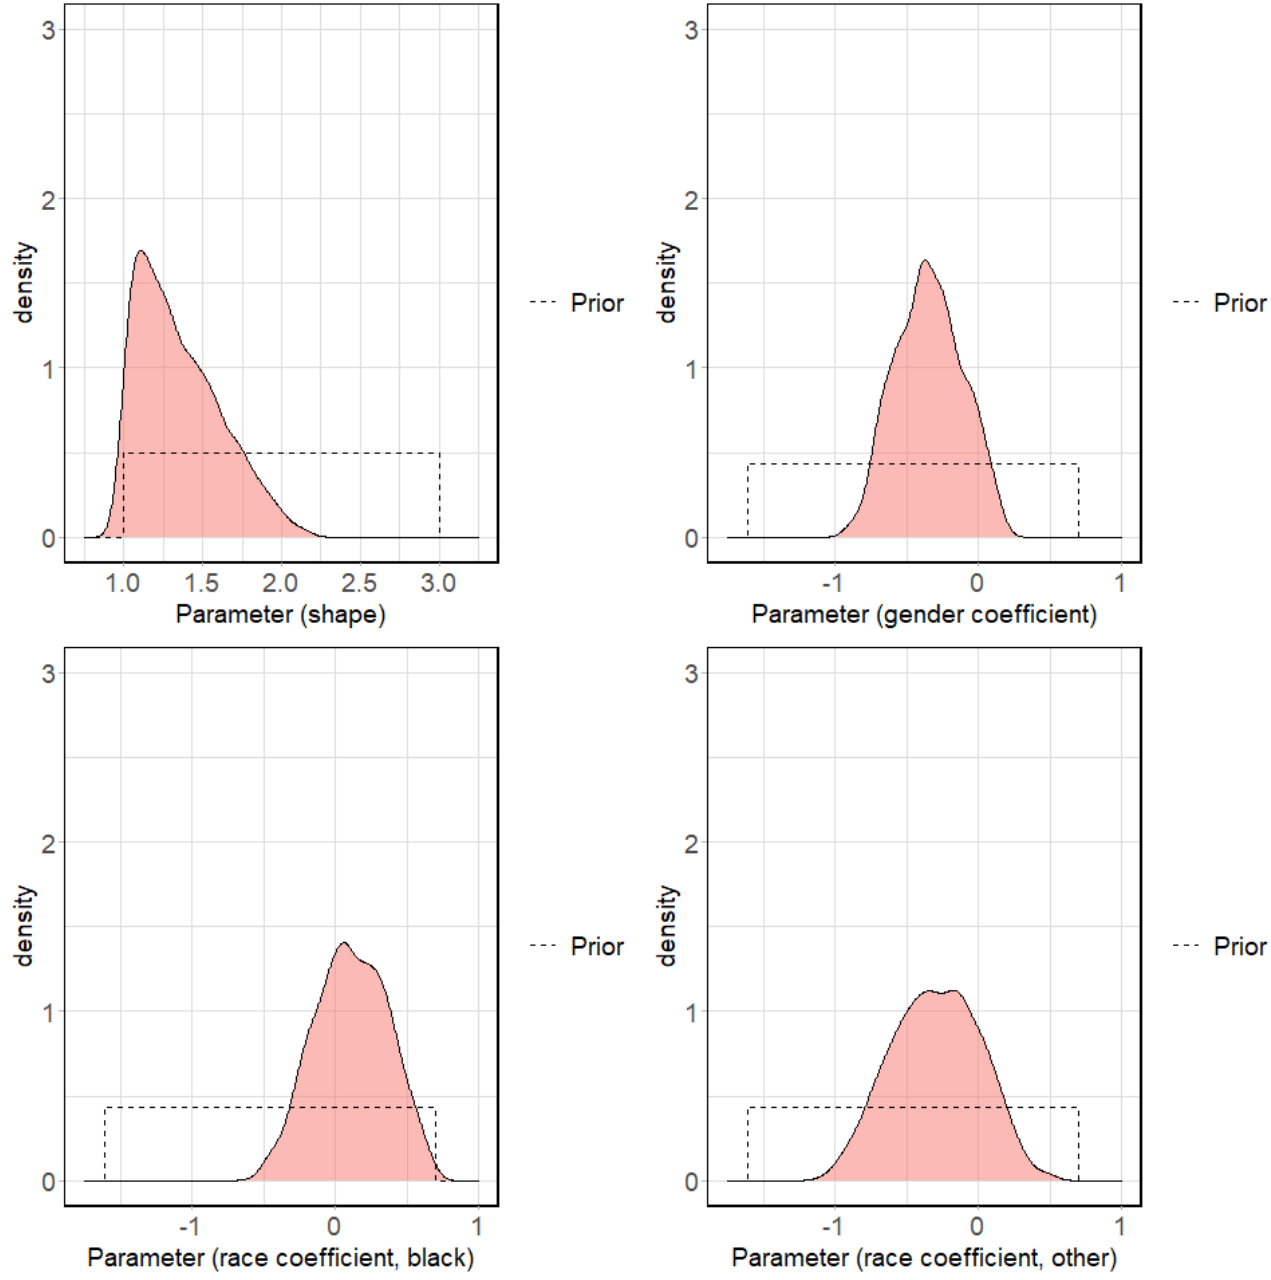 3
2
1
0
density
1.0 1.5 2.0 2.5 3.0
Parameter (shape)
Prior
3
2
1
0
density
-1 0 1
Parameter (gender coefficient)
Prior
3
2
1
0
density
-1 0 1
Parameter (race coefficient, black)
Prior
3
2
1
0
density
-1 0 1
Parameter (race coefficient, other)
Prior